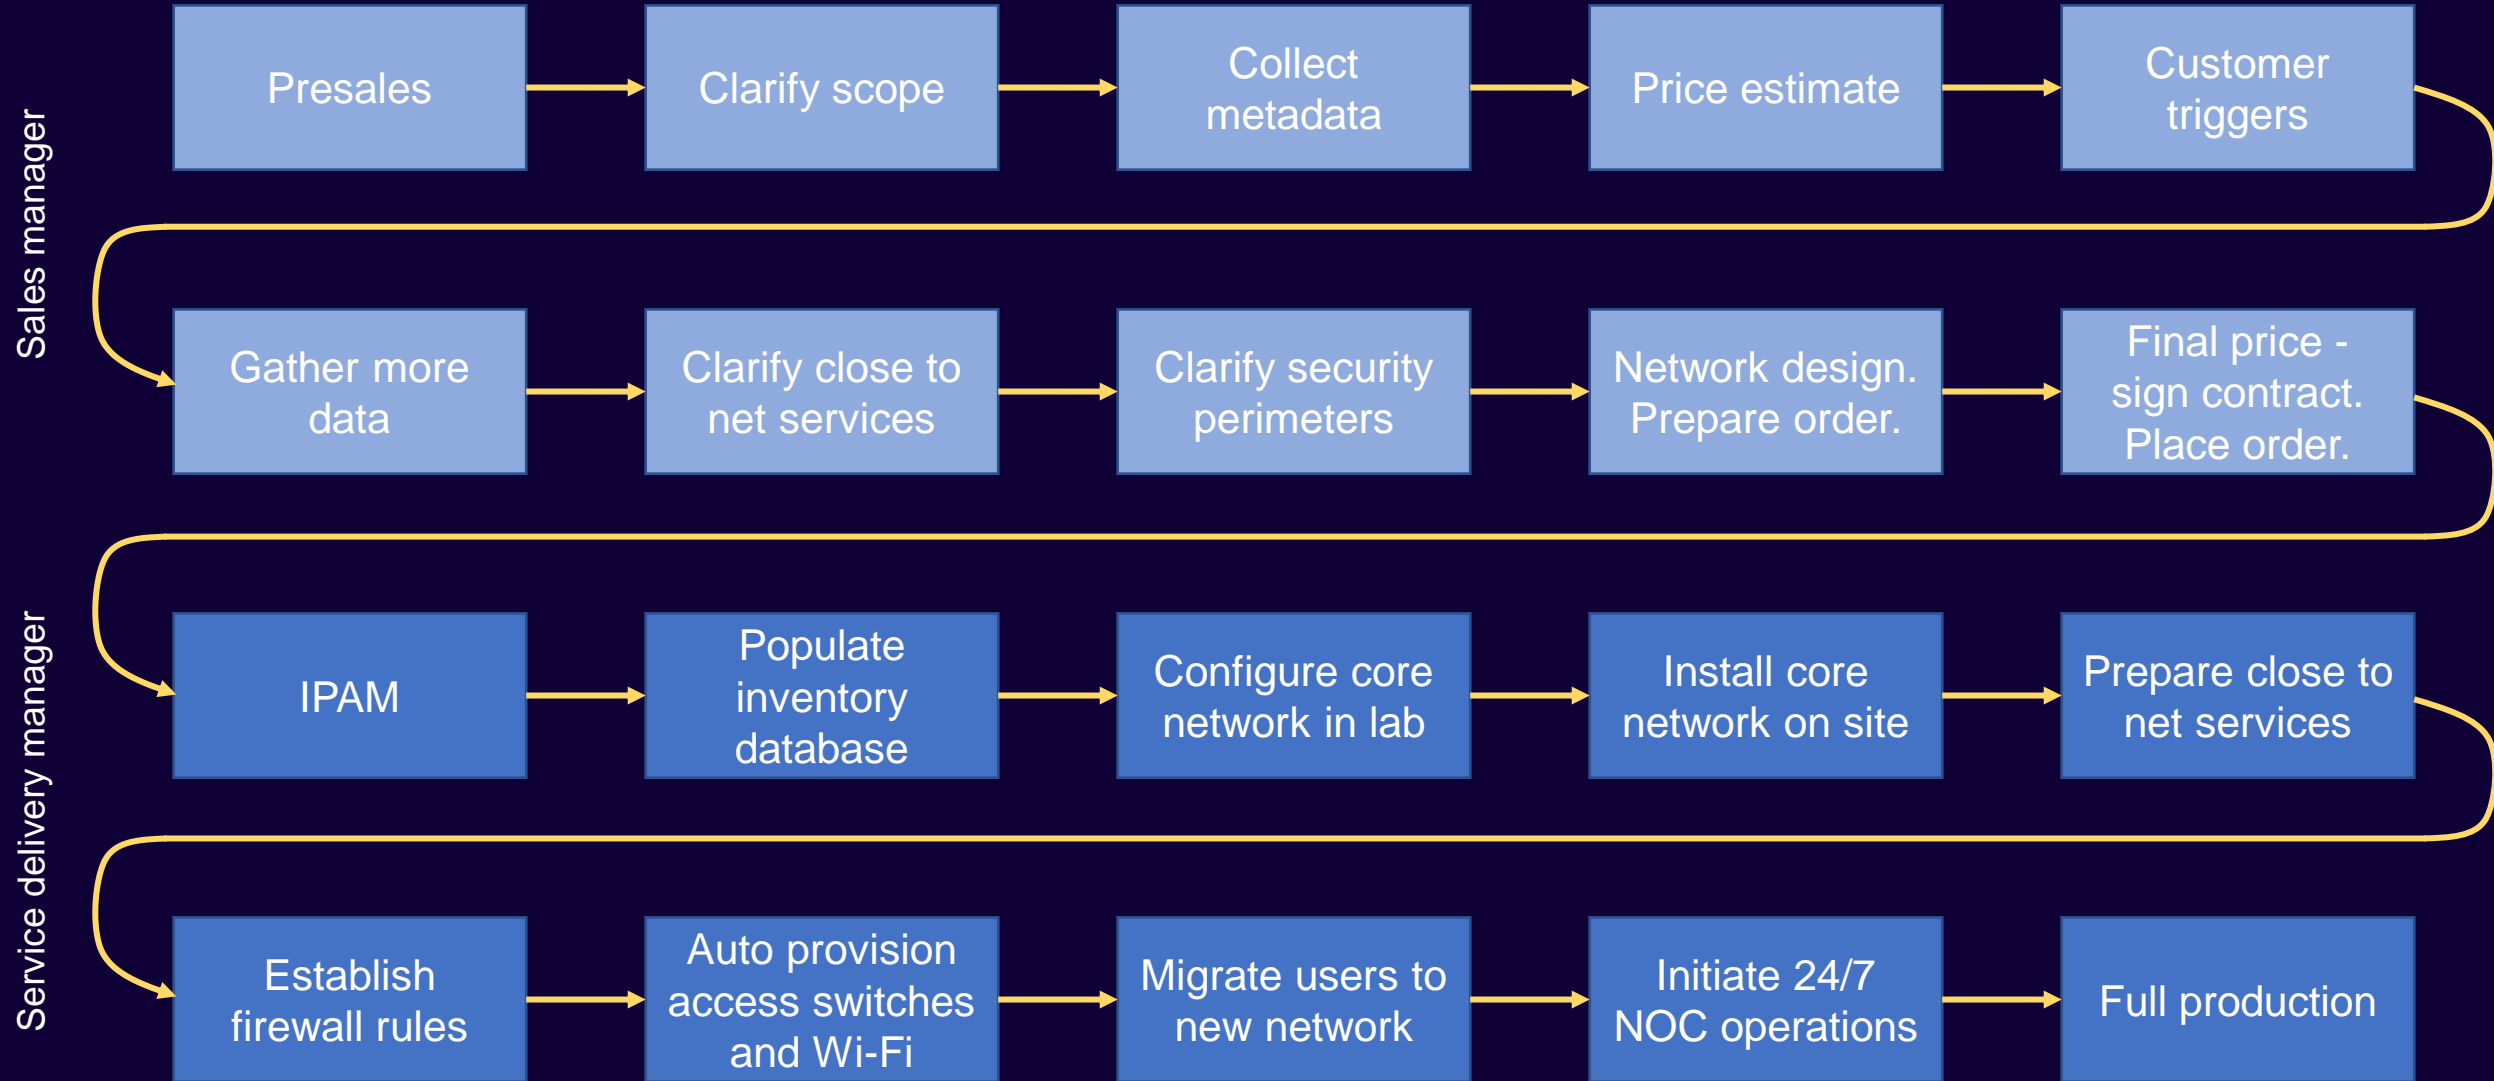 Sales manager
Presales
Clarify scope
Collect
metadata
Price estimate
Customer
triggers
Gather more
data
Clarify close to
net services
Clarify security
perimeters
Network design.
Prepare order.
Final price -
sign contract.
Place order.
Service delivery manager
IPAM
Populate
inventory
database
Configure core
network in lab
Install core
network on site
Prepare close to
net services
Establish
firewall rules
Auto provision
access switches
and Wi-Fi
Migrate users to
new network
Initiate 24/7
NOC operations
Full production